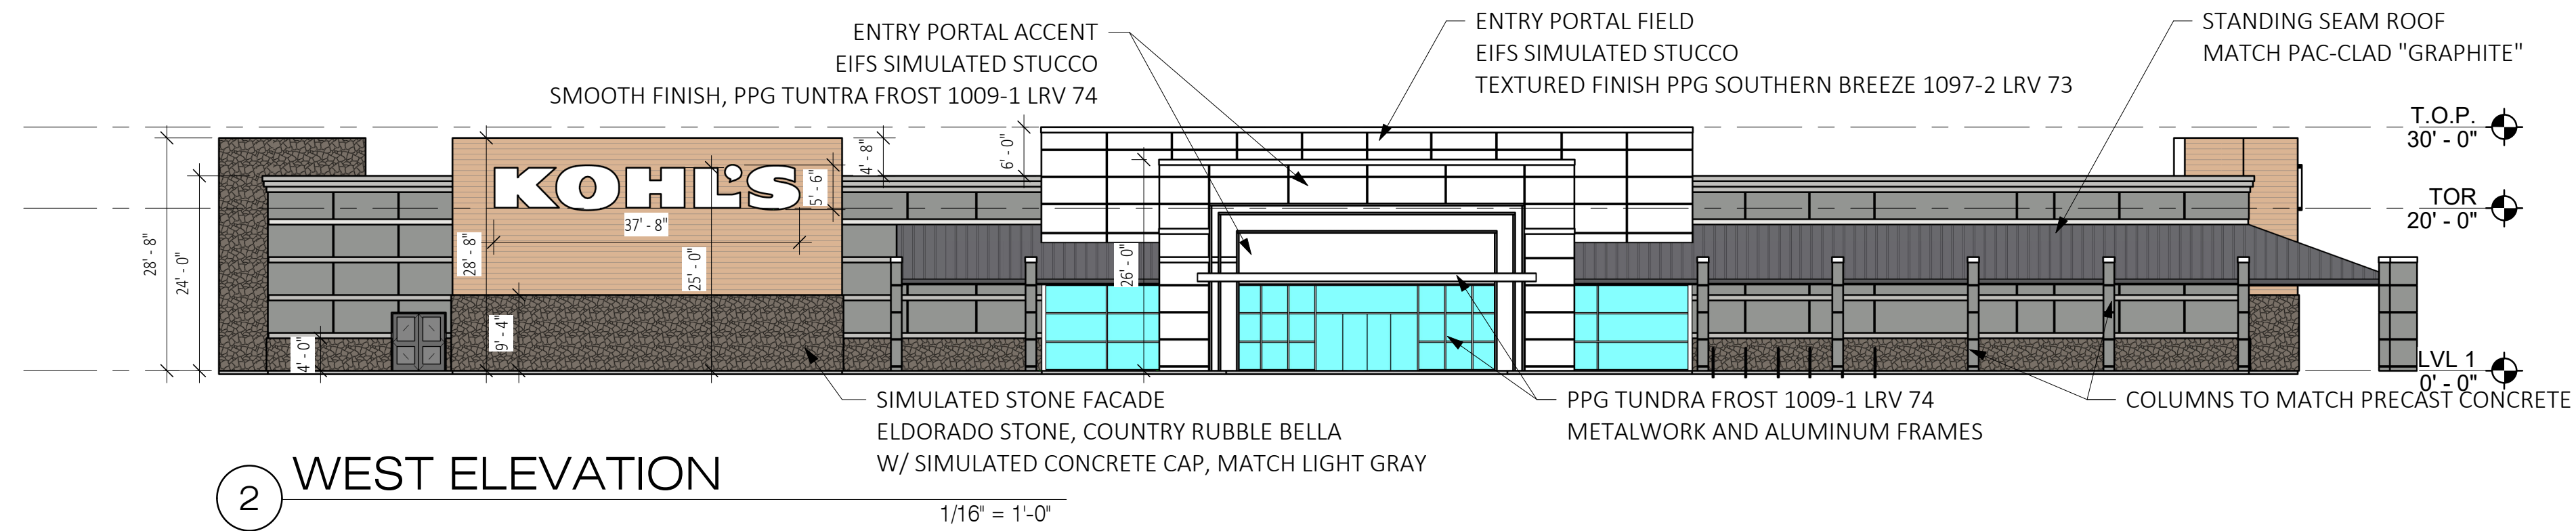 ENTRY PORTAL ACCENT
EIFS SIMULATED STUCCO
SMOOTH FINISH, PPG TUNTRA FROST 1009-1 LRV 74
ENTRY PORTAL FIELD
EIFS SIMULATED STUCCO
TEXTURED FINISH PPG SOUTHERN BREEZE 1097-2 LRV 73
STANDING SEAM ROOF
MATCH PAC-CLAD "GRAPHITE"
T.O.P.
30' - 0"
TOR
20' - 0"
LVL 1
0' - 0"
28' - 8"
24' - 0"
4' - 0"
28' - 8"
9' - 4"
KOHL'S
37' - 8"
25' - 0"
5' - 6"
4' - 8"
6' - 0"
26' - 0"
SIMULATED STONE FACADE
ELDORADO STONE, COUNTRY RUBBLE BELLA
W/ SIMULATED CONCRETE CAP, MATCH LIGHT GRAY
PPG TUNDRA FROST 1009-1 LRV 74
METALWORK AND ALUMINUM FRAMES
COLUMNS TO MATCH PRECAST CONCRETE
2
WEST ELEVATION
1/16" = 1'-0"